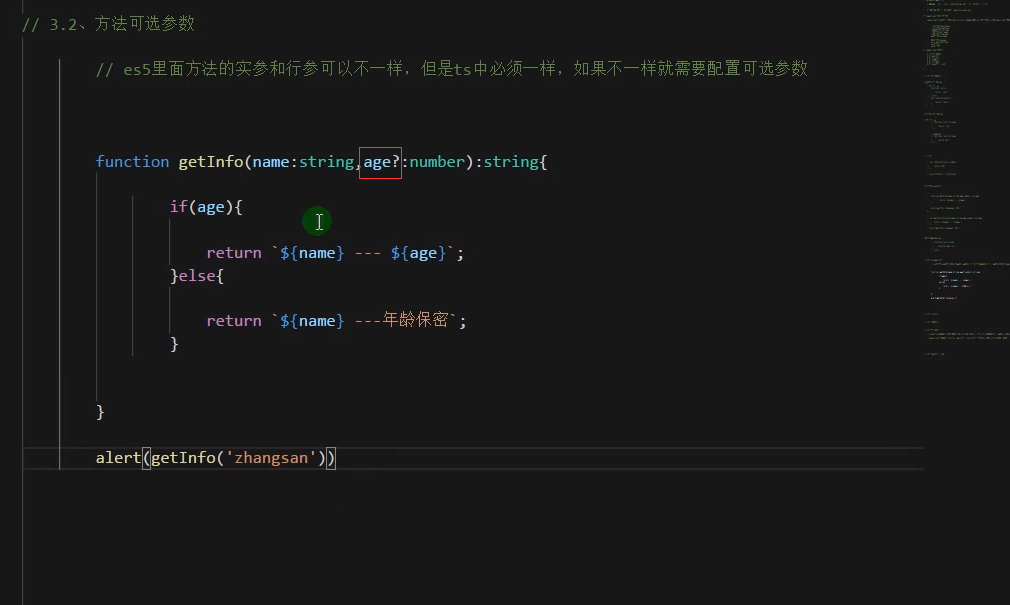 // 3.2、方法可选参数
// es5里面方法的实参和行参可以不一样，但是ts中必须一样，如果不一样就需要配置可选参数
function getInfo(name:string,age?:number):string{
if(age){
return `${name} --- ${age}`;
}else{
return `${name} ---年龄保密`;
}
}
alert(getInfo('zhangsan'))